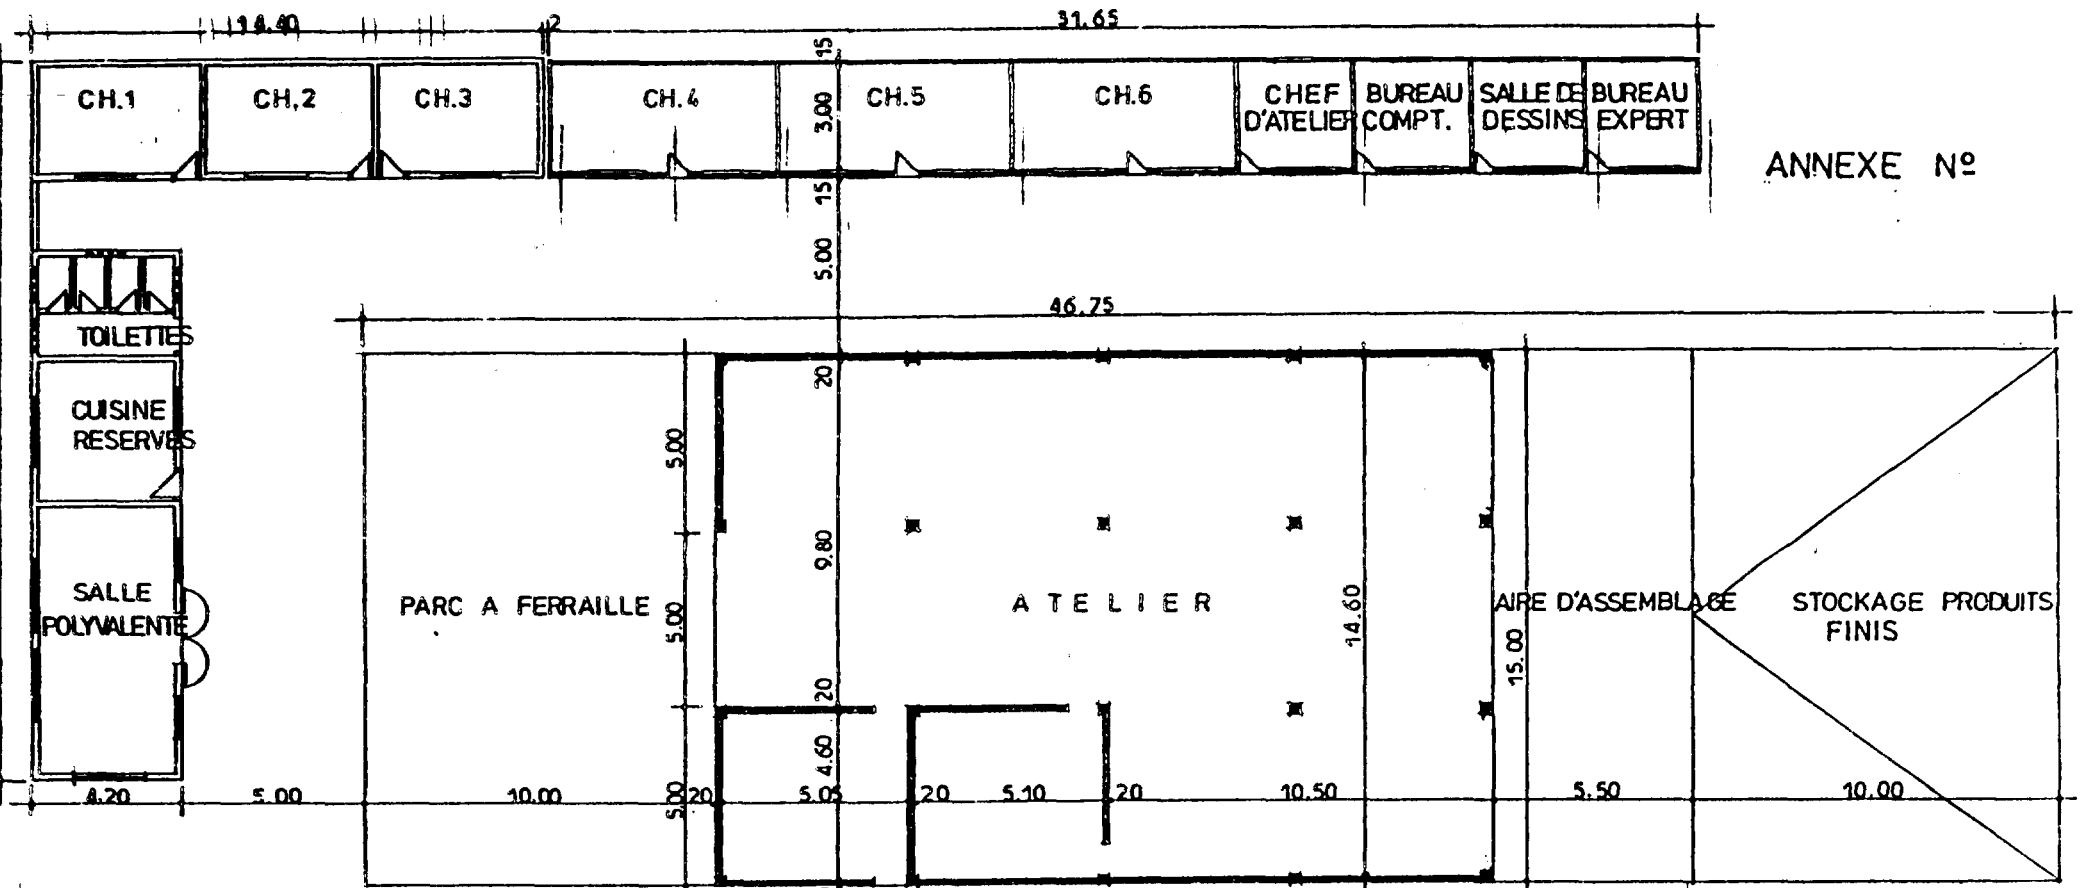 14.40
2
31.65
15
CH.1
CH.2
CH.3
CH.4
CH.5
CH.6
3.00
CHEF
D'ATELIER
BUREAU
COMPT.
SALLE DE
DESSINS
BUREAU
EXPERT
ANNEXE Nº
15
5.00
46.75
TOILETTES
20
CUISINE
RESERVES
5.00
9.80
SALLE
POLYVALENTE
PARC A FERRAILLE
5.00
ATELIER
14.60
15.00
AIRE D'ASSEMBLAGE
STOCKAGE PRODUITS
FINIS
20
4.60
4.20
5.00
10.00
5.00
20
5.05
20
5.10
20
10.50
5.50
10.00